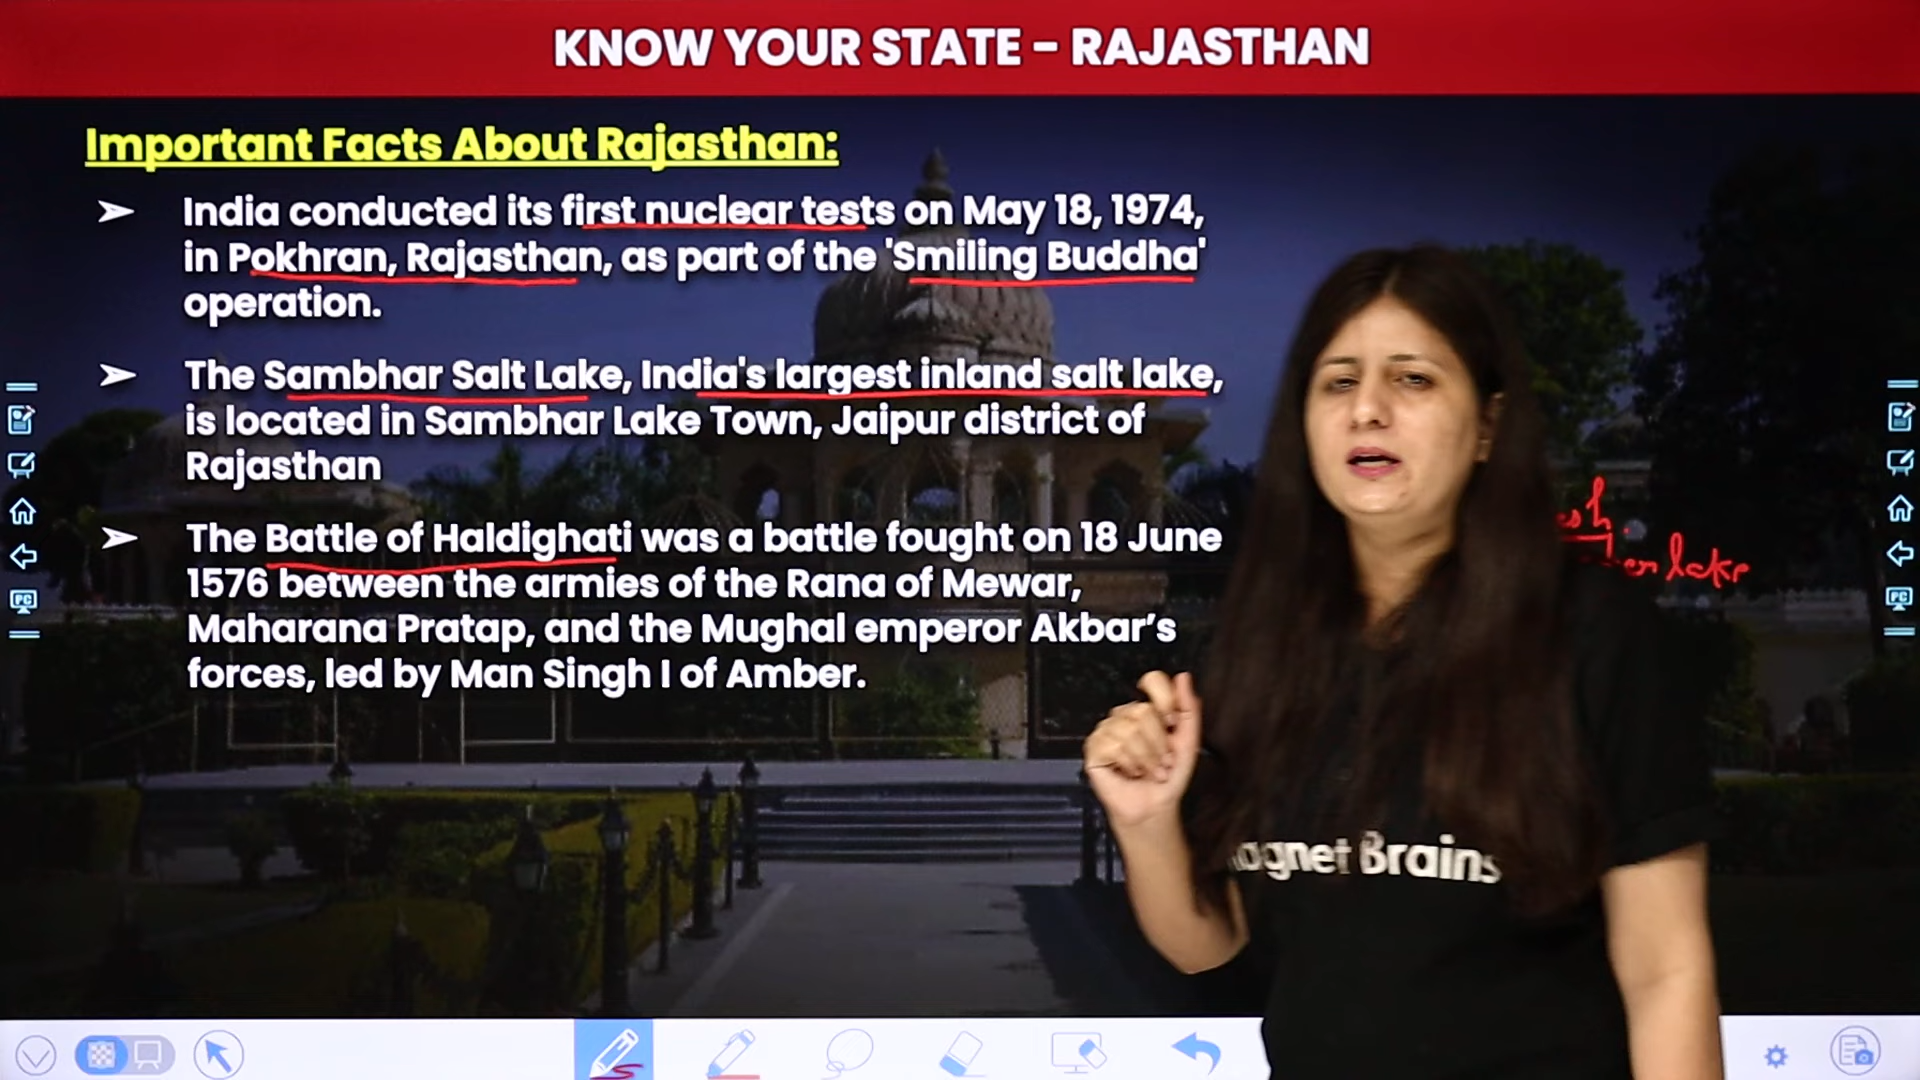 KNOW YOUR STATE - RAJASTHAN
Important Facts About Rajasthan:
➤ India conducted its first nuclear tests on May 18, 1974,
in Pokhran, Rajasthan, as part of the 'Smiling Buddha'
operation.
➤ The Sambhar Salt Lake, India's largest inland salt lake,
is located in Sambhar Lake Town, Jaipur district of
Rajasthan
➤ The Battle of Haldighati was a battle fought on 18 June
1576 between the armies of the Rana of Mewar,
Maharana Pratap, and the Mughal emperor Akbar’s
forces, led by Man Singh I of Amber.
lake
agnet Brains
PC
PC